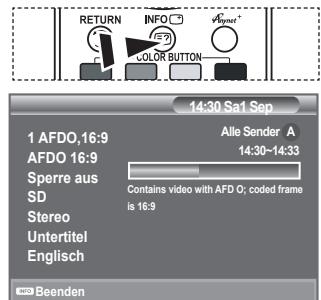 RETURN INFO Anynet+
COLOR BUTTON
14:30 Sa1 Sep
1 AFDO,16:9 Alle Sender A
AFDO 16:9 14:30~14:33
Sperre aus
SD Contains video with AFD O; coded frame
Stereo is 16:9
Untertitel
Englisch
INFO Beenden